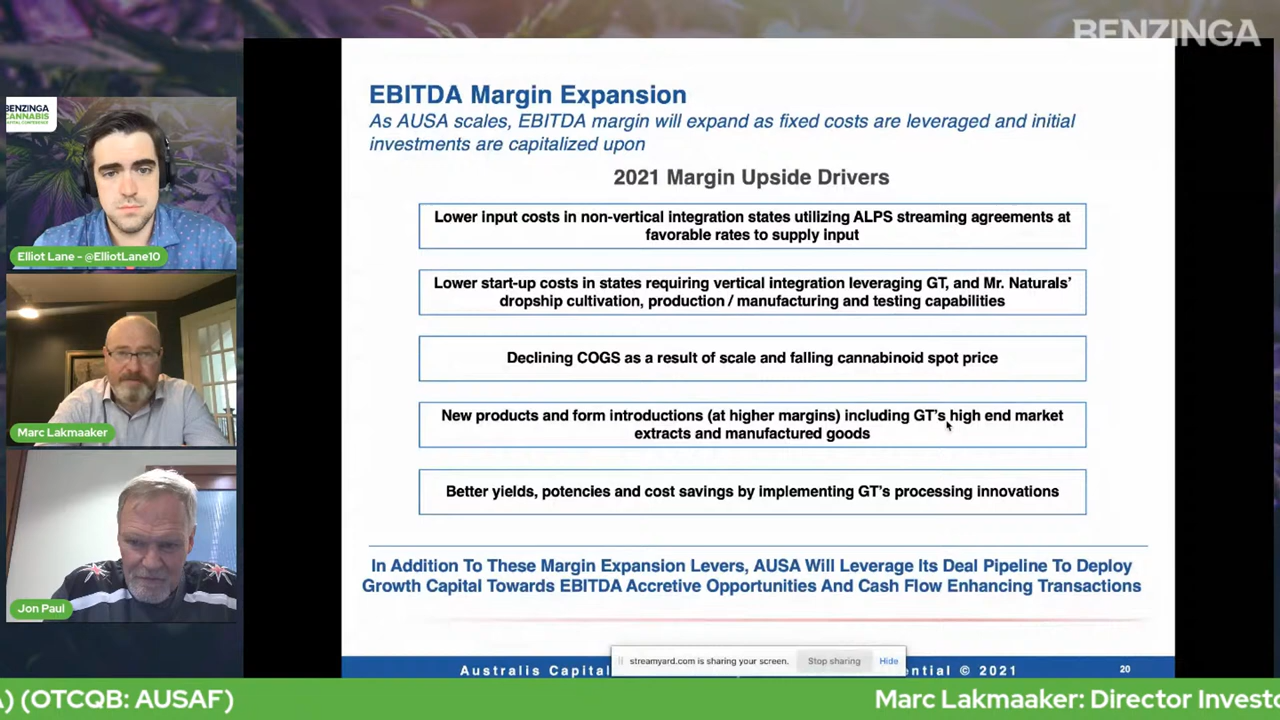 BENZINGA
BENZINGA
CANNABIS
CAPITAL CONFERENCE
Elliot Lane - @ElliotLane10
Marc Lakmaaker
Jon Paul
EBITDA Margin Expansion
As AUSA scales, EBITDA margin will expand as fixed costs are leveraged and initial
investments are capitalized upon
2021 Margin Upside Drivers
Lower input costs in non-vertical integration states utilizing ALPS streaming agreements at
favorable rates to supply input
Lower start-up costs in states requiring vertical integration leveraging GT, and Mr. Naturals’
dropship cultivation, production / manufacturing and testing capabilities
Declining COGS as a result of scale and falling cannabinoid spot price
New products and form introductions (at higher margins) including GT’s high end market
extracts and manufactured goods
Better yields, potencies and cost savings by implementing GT’s processing innovations
In Addition To These Margin Expansion Levers, AUSA Will Leverage Its Deal Pipeline To Deploy
Growth Capital Towards EBITDA Accretive Opportunities And Cash Flow Enhancing Transactions
streamyard.com is sharing your screen. Stop sharing Hide
Australis Capital ential © 2021 20
A) (OTCQB: AUSAF) Marc Lakmaaker: Director Investo